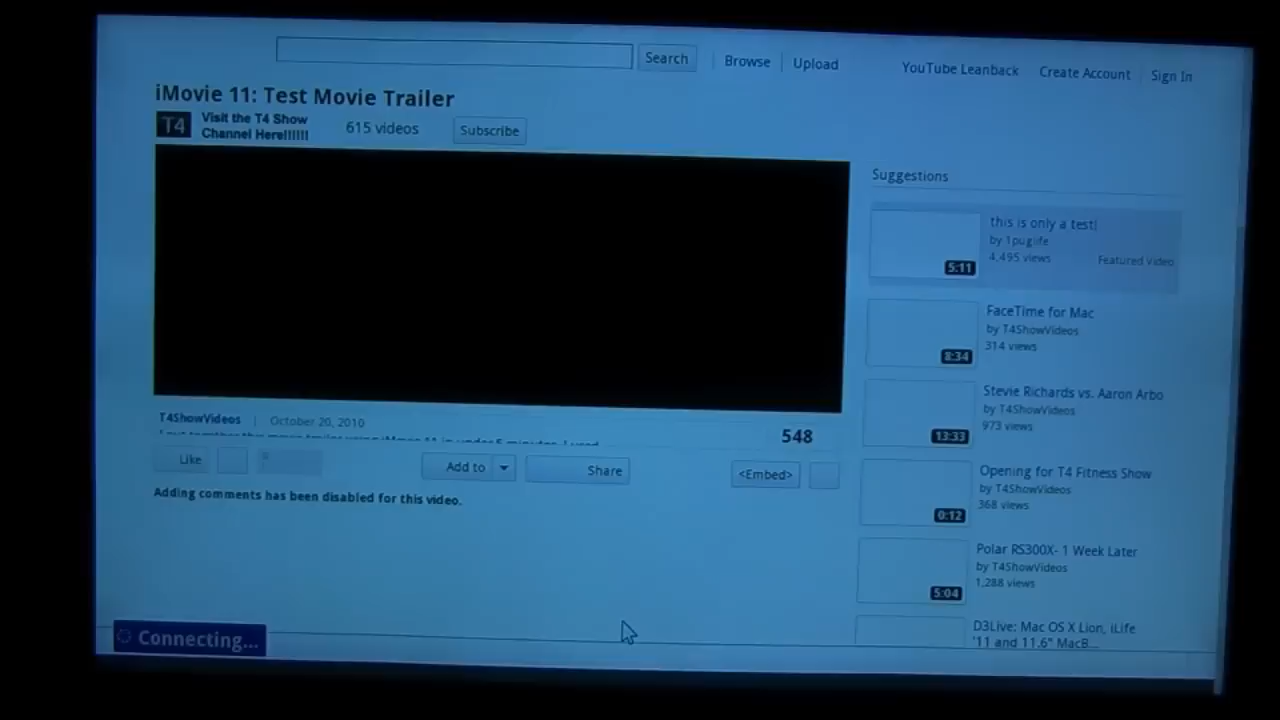 Search
Browse
Upload
YouTube Leanback
Create Account
Sign In
iMovie 11: Test Movie Trailer
T4
Visit the T4 Show
Channel Here!!!!!!
615 videos
Subscribe
Suggestions
this is only a test!
by 1puglife
4,495 views
Featured Video
5:11
FaceTime for Mac
by T4ShowVideos
314 views
8:34
Stevie Richards vs. Aaron Arbo
by T4ShowVideos
973 views
13:33
Opening for T4 Fitness Show
by T4ShowVideos
368 views
0:12
Polar RS300X- 1 Week Later
by T4ShowVideos
1,288 views
5:04
D3Live: Mac OS X Lion, iLife
'11 and 11.6" MacB...
T4ShowVideos
October 20, 2010
548
Like
Add to
Share
<Embed>
Adding comments has been disabled for this video.
Connecting...